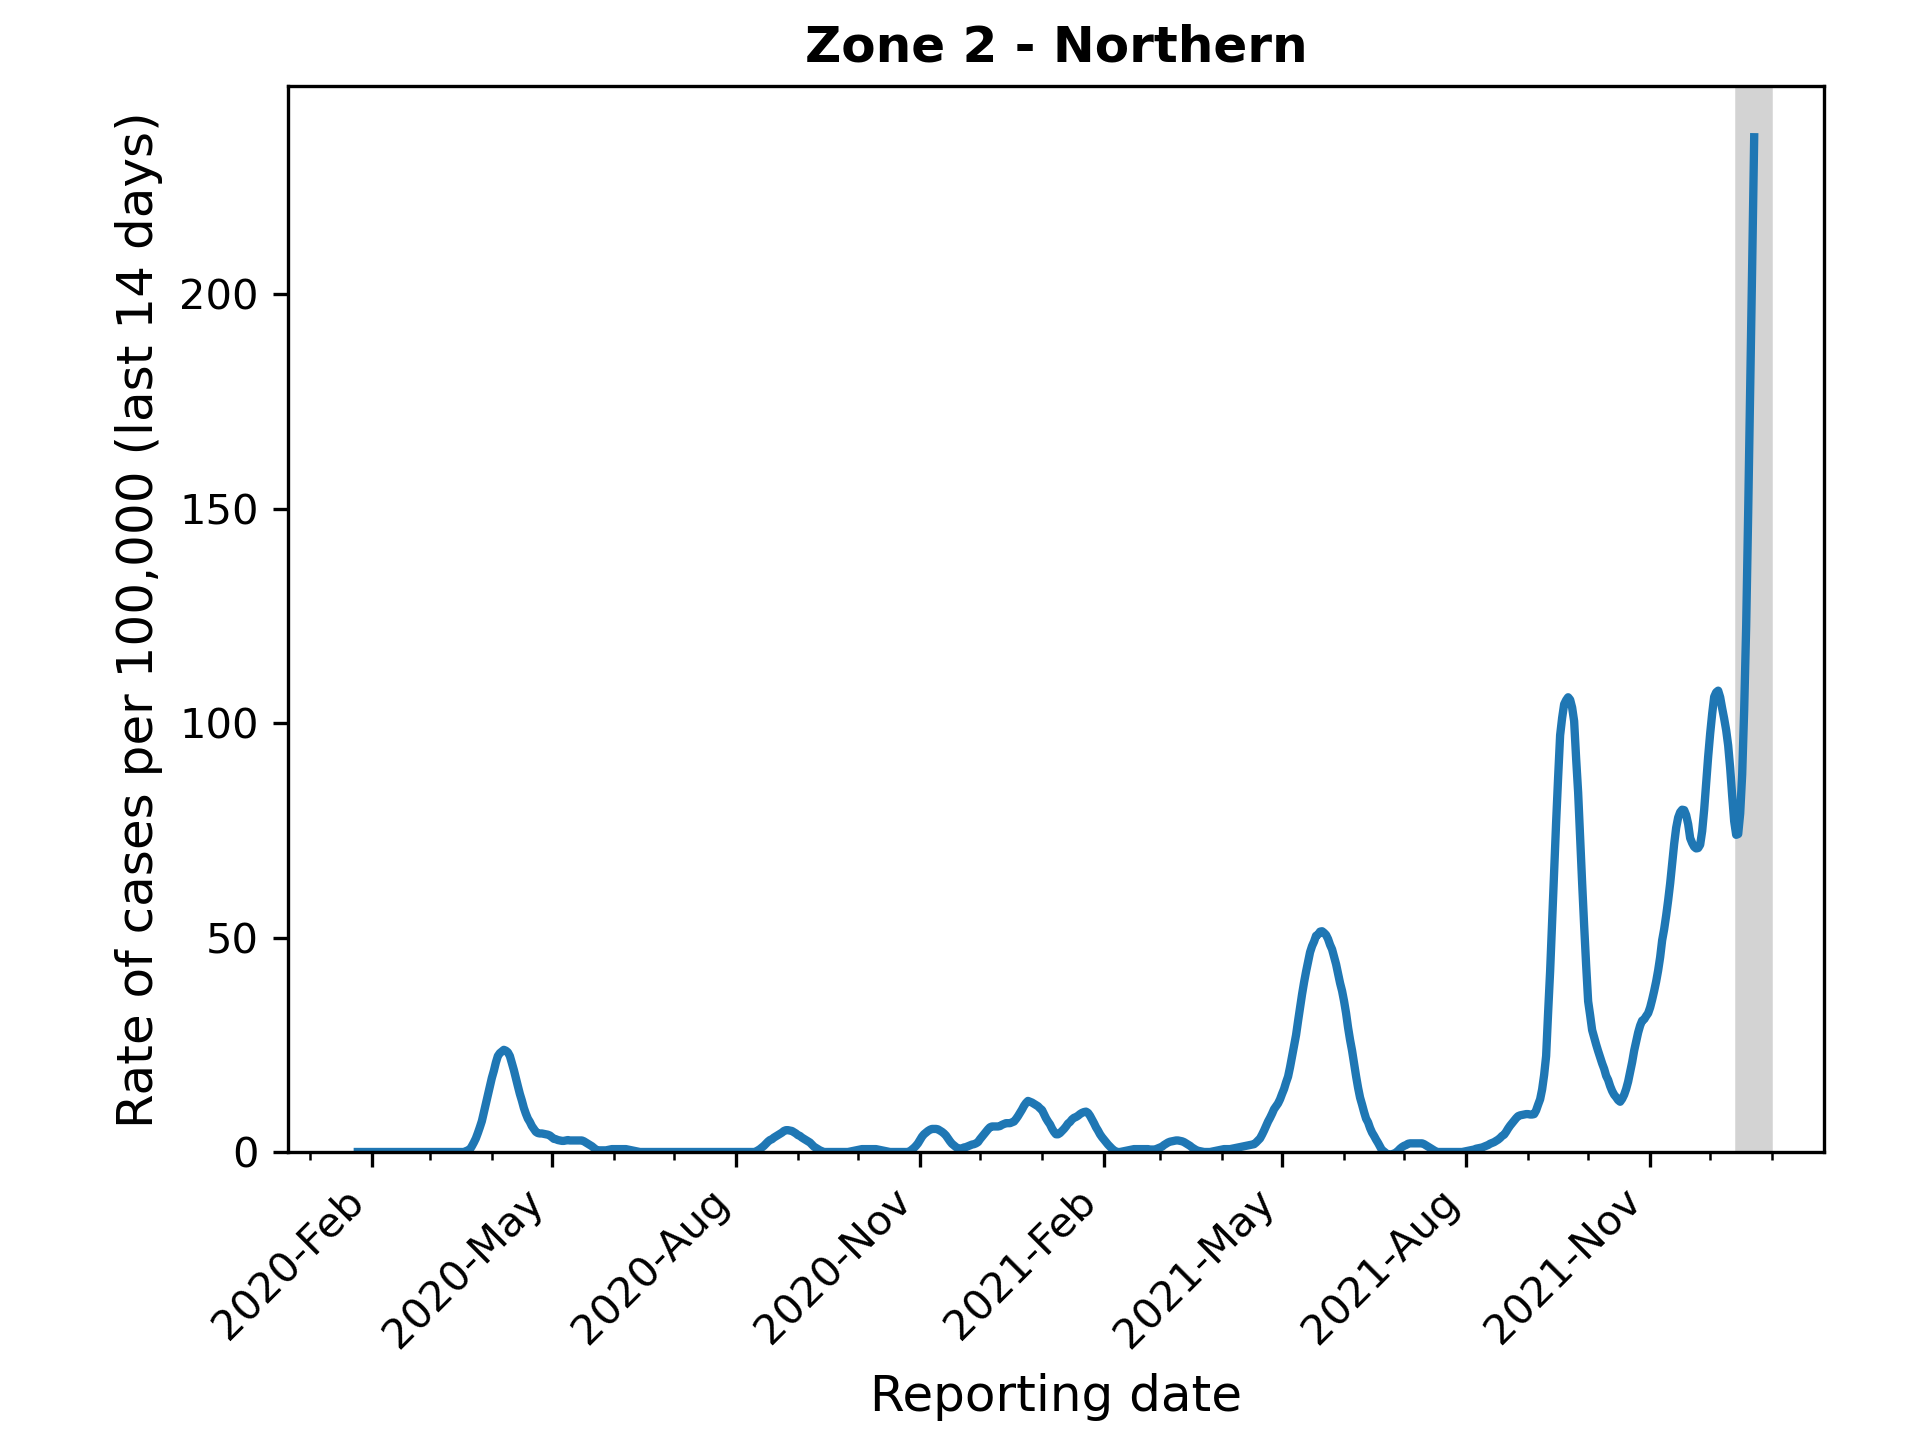 Zone 2 - Northern
Rate of cases per 100,000 (last 14 days)
200
150
100
50
0
2020-Feb
2020-May
2020-Aug
2020-Nov
2021-Feb
2021-May
2021-Aug
2021-Nov
Reporting date